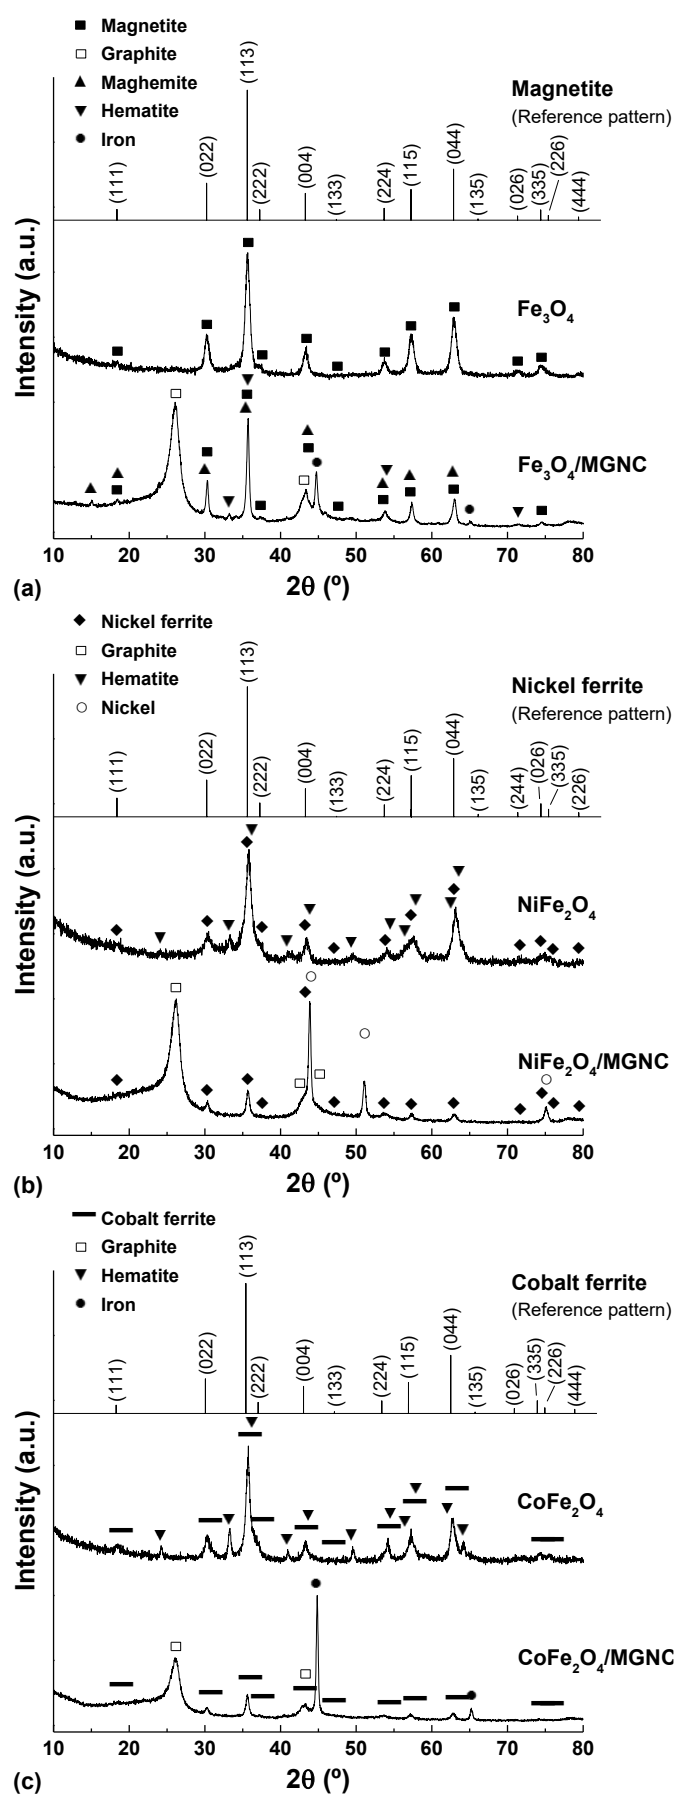 Magnetite
Graphite
Maghemite
Hematite
Iron
Magnetite
(Reference pattern)
(111)
(022)
(113)
(222)
(004)
(133)
(224)
(115)
(044)
(135)
(026)
(335)
(226)
(444)
Intensity (a.u.)
Fe3O4
Fe3O4/MGNC
10 20 30 40 50 60 70 80
2θ (º)
(a)
Nickel ferrite
Graphite
Hematite
Nickel
Nickel ferrite
(Reference pattern)
(111)
(022)
(113)
(222)
(004)
(133)
(224)
(115)
(044)
(135)
(244)
(026)
(335)
(226)
Intensity (a.u.)
NiFe2O4
NiFe2O4/MGNC
10 20 30 40 50 60 70 80
2θ (º)
(b)
Cobalt ferrite
Graphite
Hematite
Iron
Cobalt ferrite
(Reference pattern)
(111)
(022)
(113)
(222)
(004)
(133)
(224)
(115)
(044)
(135)
(026)
(335)
(226)
(444)
Intensity (a.u.)
CoFe2O4
CoFe2O4/MGNC
10 20 30 40 50 60 70 80
2θ (º)
(c)